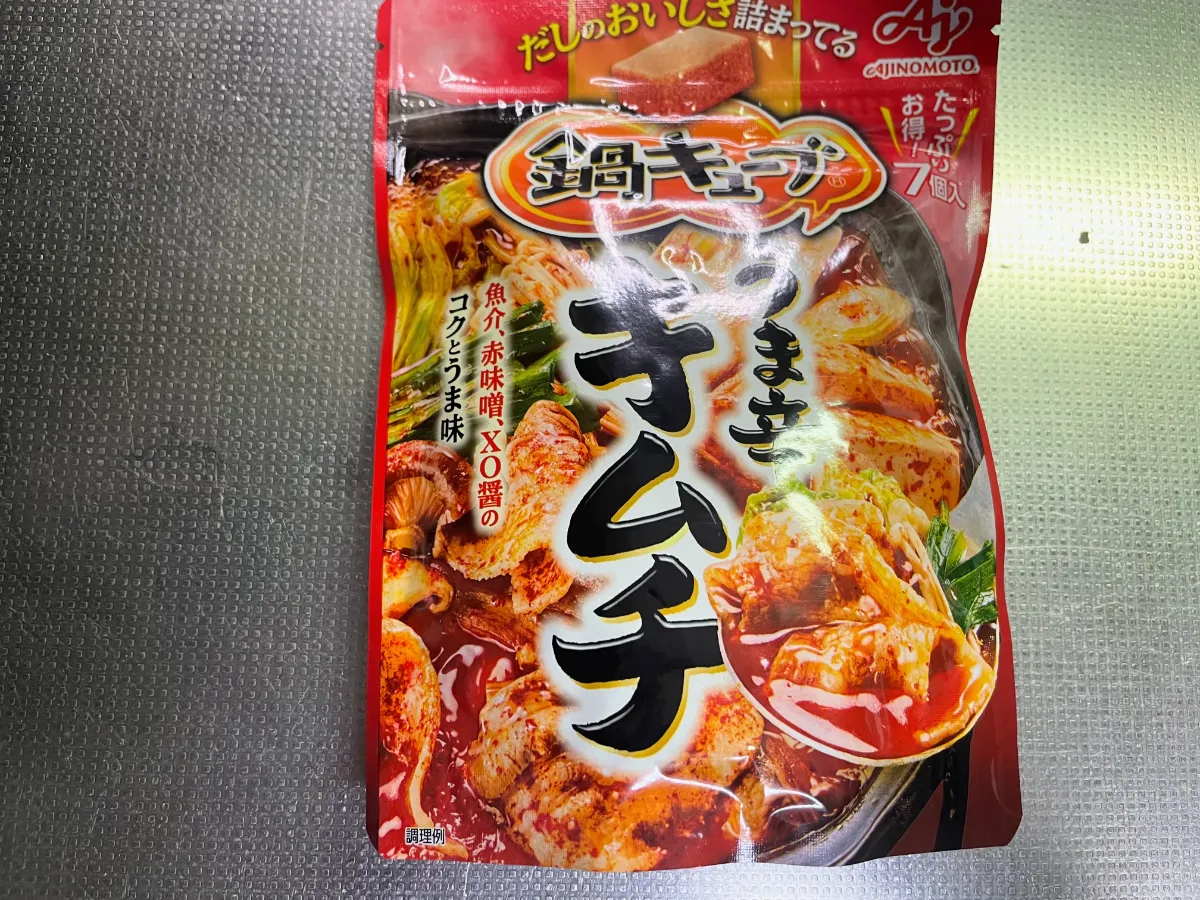 だしのおいしさ詰まってる
Aj
AJINOMOTO
たっぷり
お得!
7個入
鍋キューブ®
うま辛
キムチ
魚介、赤味噌、XO醤の
コクとうま味
調理例